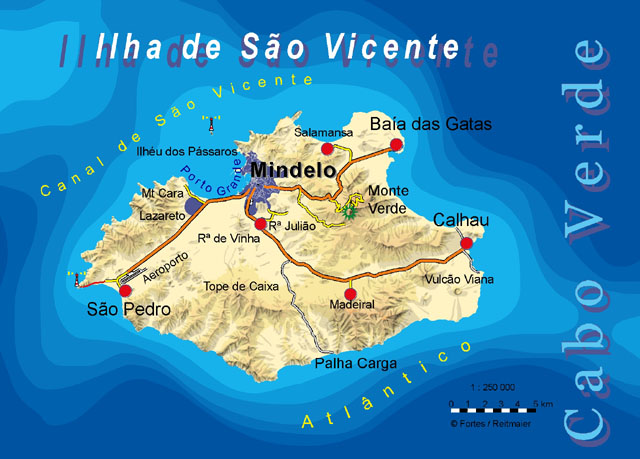 Ilha de São Vicente
Canal de São Vicente
Cabo Verde
Salamansa
Baía das Gatas
Ilhéu dos Pássaros
Porto Grande
Mindelo
Mt Cara
Monte
Verde
Lazareto
Calhau
Rª Julião
Rª de Vinha
Aeroporto
Vulcão Viana
Tope de Caixa
São Pedro
Madeiral
Palha Carga
Atlântico
1 : 250 000
0 1 2 3 4 5 km
© Fortes / Reitmaier